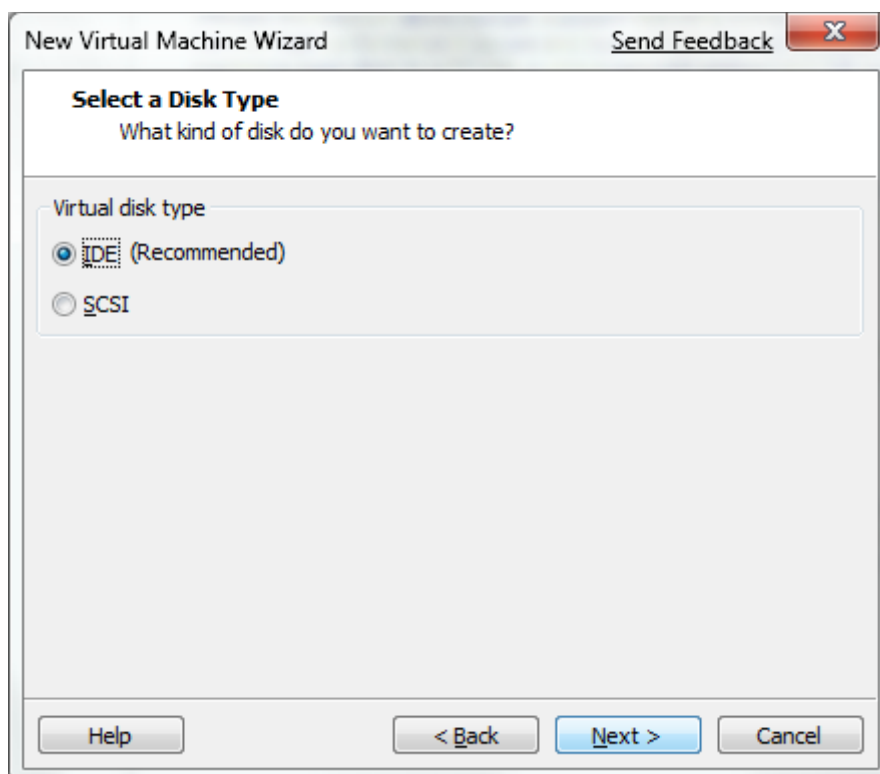 New Virtual Machine Wizard Send Feedback
Select a Disk Type
What kind of disk do you want to create?
Virtual disk type
IDE (Recommended)
SCSI
Help < Back Next > Cancel